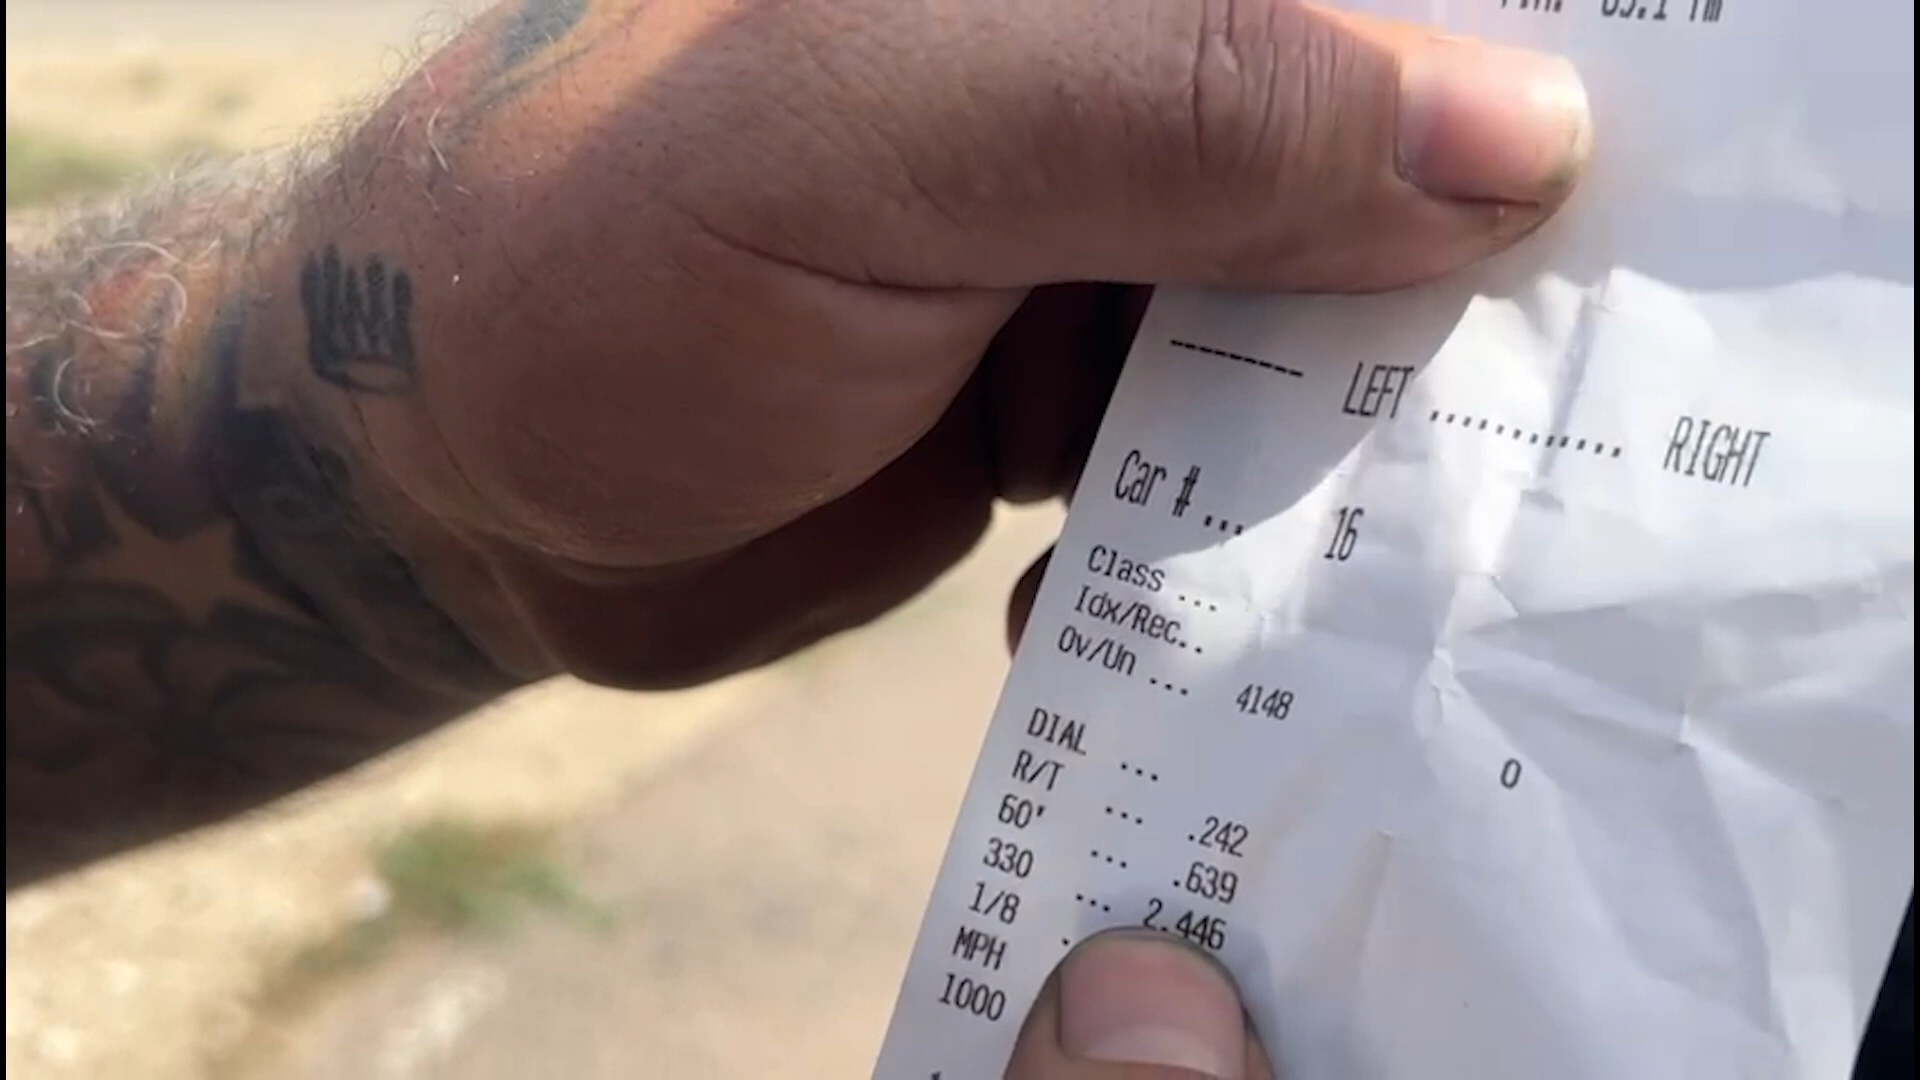 --------- LEFT ............ RIGHT
Car # ... 16
Class ...
Idx/Rec..
Ov/Un ... 4148
DIAL ... 0
R/T ... .242
60' ... .639
330 ... 2.446
1/8
MPH
1000